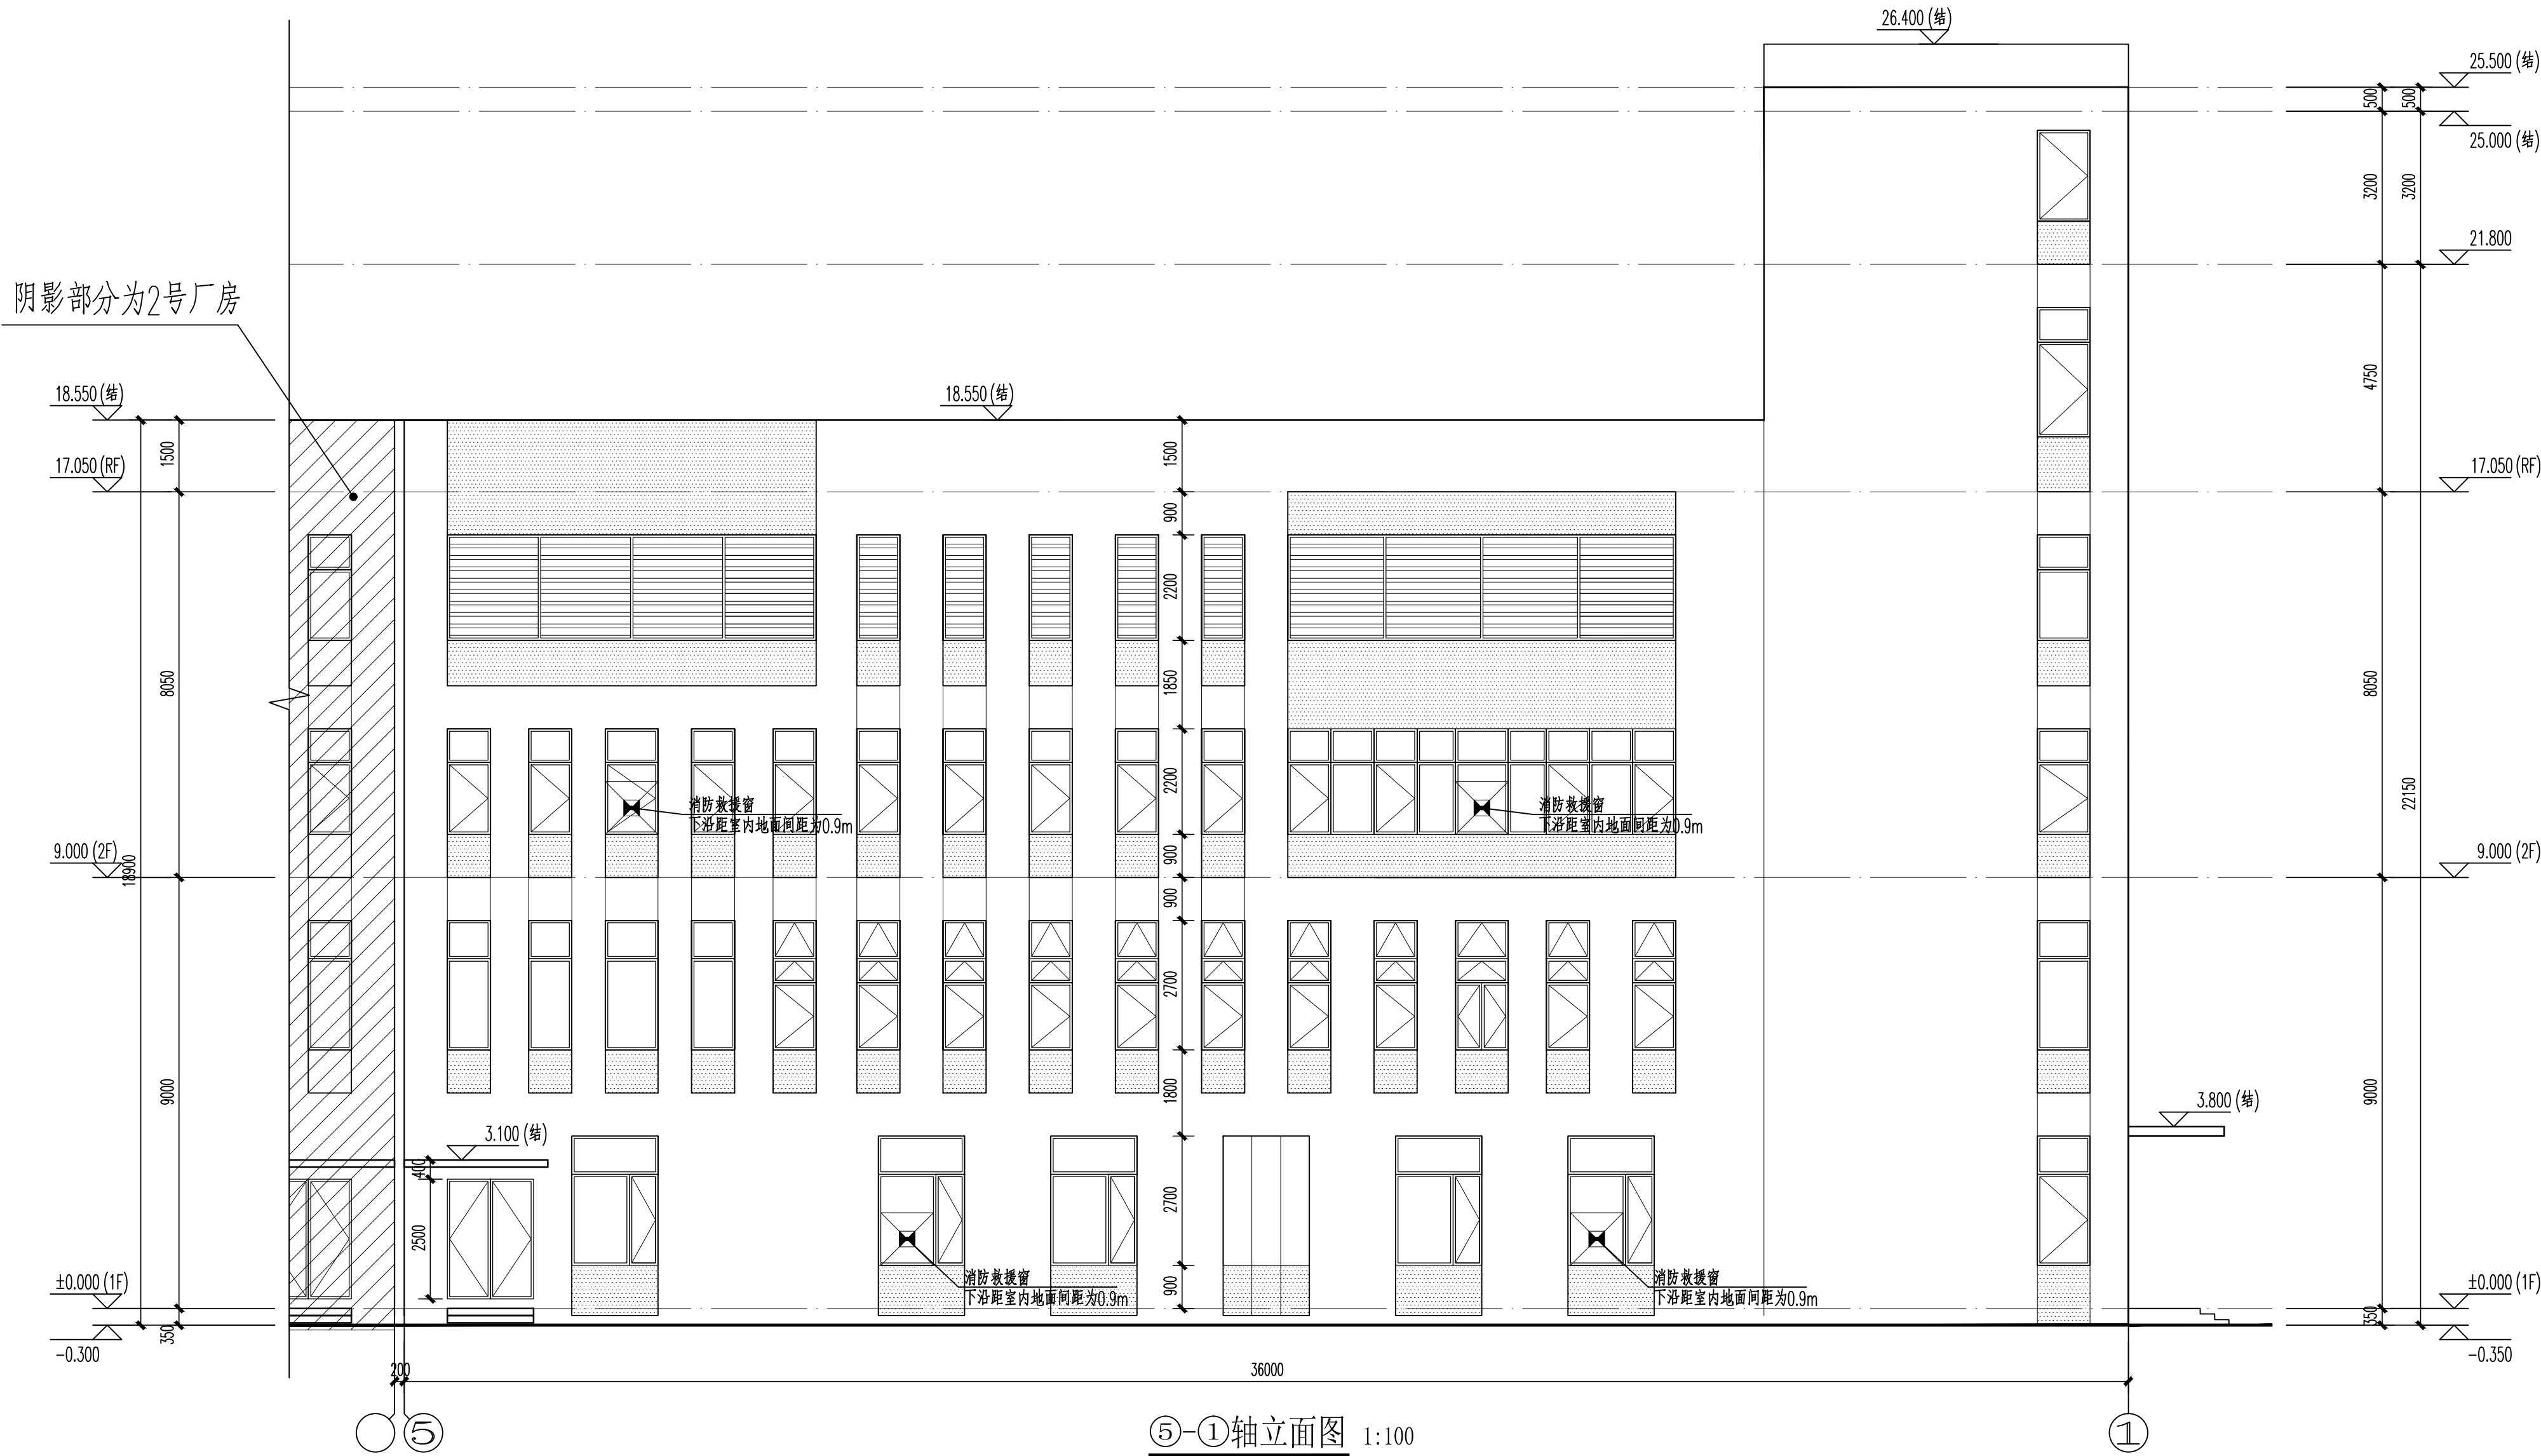 26.400(结)
25.500(结)
500
500
25.000(结)
3200
3200
21.800
阴影部分为2号厂房
4750
18.550(结)
18.550(结)
1500
1500
17.050(RF)
17.050(RF)
900
2200
8050
1850
8050
2200
22150
消防救援窗
下沿距室内地面间距为0.9m
消防救援窗
下沿距室内地面间距为0.9m
9.000(2F)
18900
900
9.000(2F)
900
2700
9000
1800
9000
3.800(结)
3.100(结)
400
2500
2700
±0.000(1F)
消防救援窗
下沿距室内地面间距为0.9m
900
消防救援窗
下沿距室内地面间距为0.9m
±0.000(1F)
350
350
-0.300
-0.350
200
36000
5
⑤-①轴立面图 1:100
1